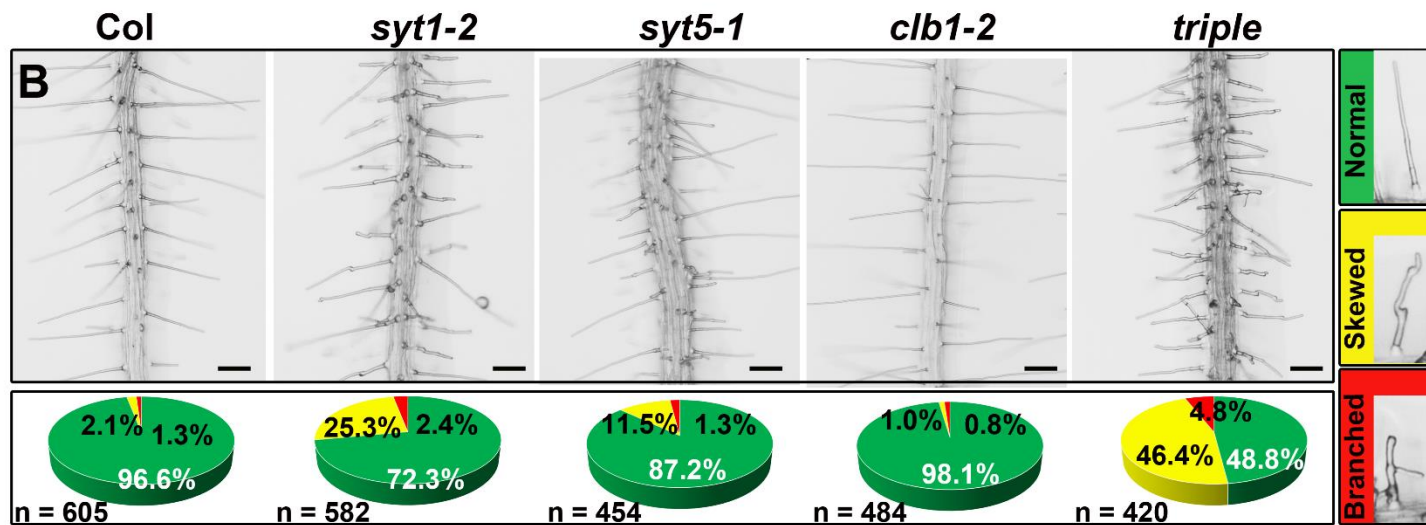 Col syt1-2 syt5-1 clb1-2 triple
B
Normal
Skewed
Branched
2.1% 1.3% 25.3% 2.4% 11.5% 1.3% 1.0% 0.8% 4.8%
96.6% 72.3% 87.2% 98.1% 46.4% 48.8%
n = 605 n = 582 n = 454 n = 484 n = 420